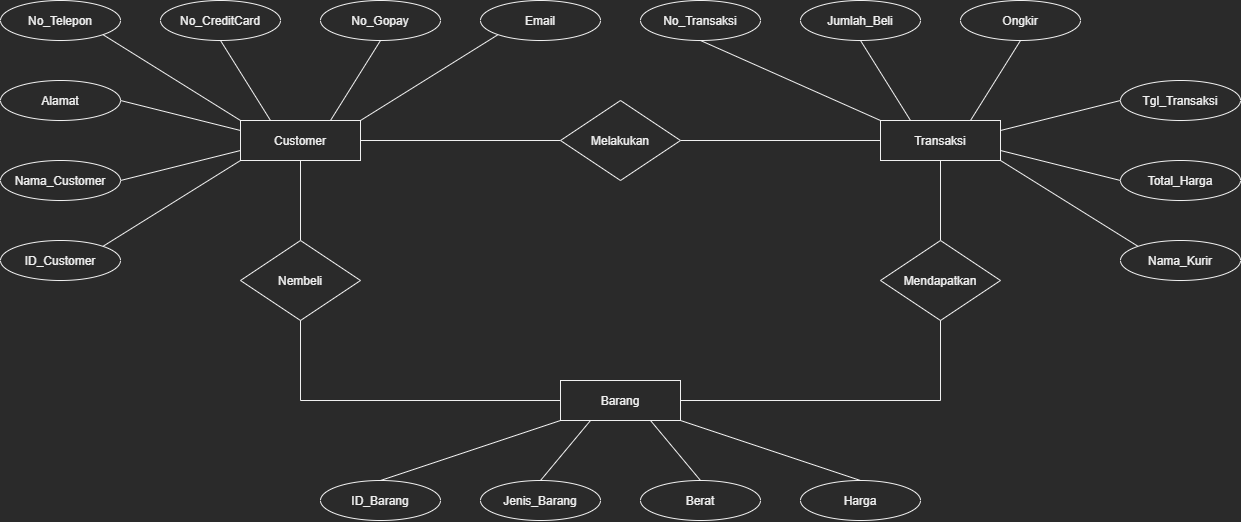 No_Telepon
No_CreditCard
No_Gopay
Email
No_Transaksi
Jumlah_Beli
Ongkir
Alamat
Tgl_Transaksi
Customer
Melakukan
Transaksi
Nama_Customer
Total_Harga
ID_Customer
Nama_Kurir
Nembeli
Mendapatkan
Barang
ID_Barang
Jenis_Barang
Berat
Harga